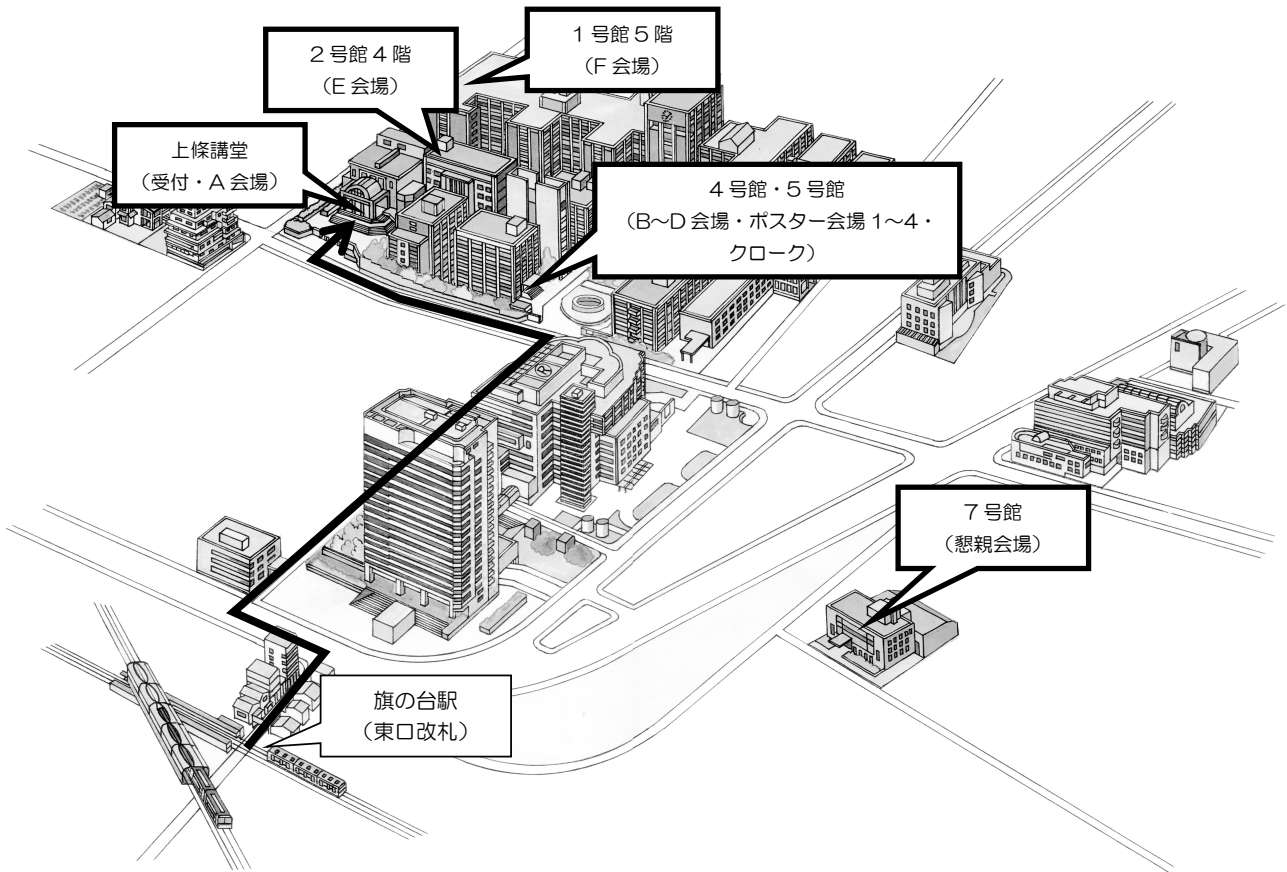 1号館5階
（F会場）
2号館4階
（E会場）
上條講堂
（受付・A会場）
4号館・5号館
（B～D会場・ポスター会場1～4・
クローク）
7号館
（懇親会場）
旗の台駅
（東口改札）